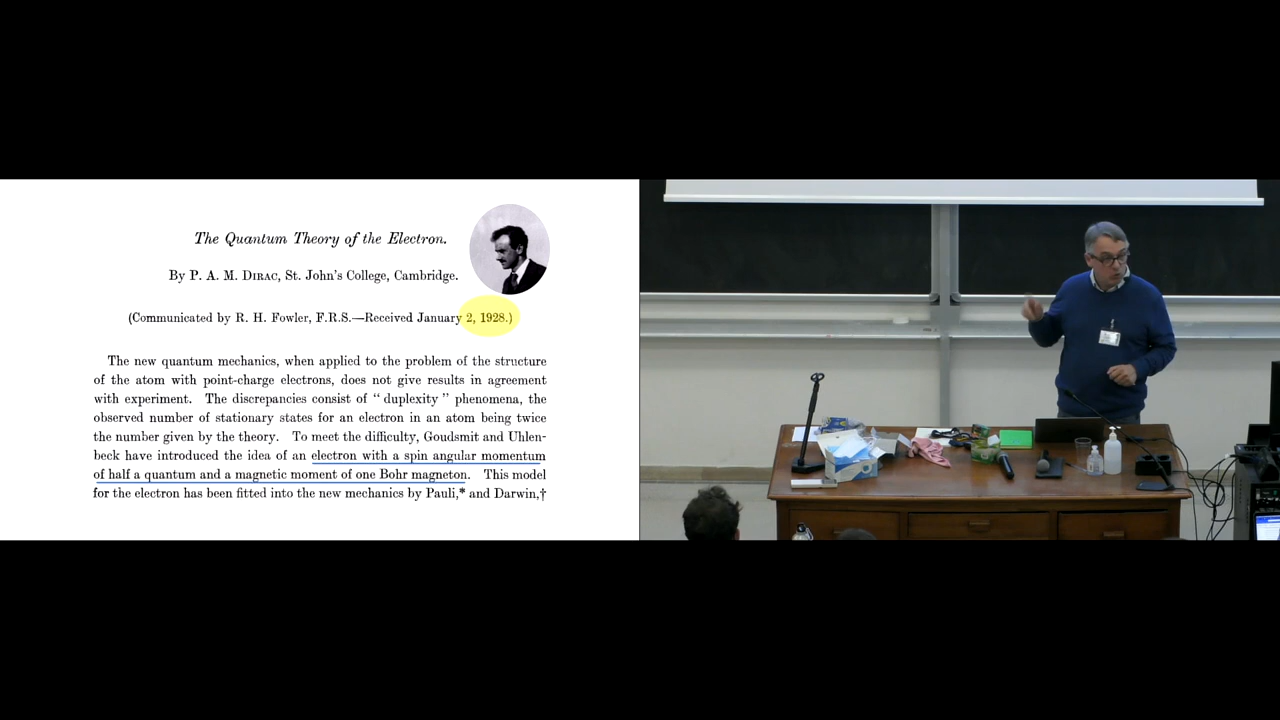 The Quantum Theory of the Electron.
By P. A. M. DIRAC, St. John's College, Cambridge.
(Communicated by R. H. Fowler, F.R.S.—Received January 2, 1928.)
The new quantum mechanics, when applied to the problem of the structure
of the atom with point-charge electrons, does not give results in agreement
with experiment. The discrepancies consist of “ duplexity ” phenomena, the
observed number of stationary states for an electron in an atom being twice
the number given by the theory. To meet the difficulty, Goudsmit and Uhlen-
beck have introduced the idea of an electron with a spin angular momentum
of half a quantum and a magnetic moment of one Bohr magneton. This model
for the electron has been fitted into the new mechanics by Pauli,* and Darwin,†